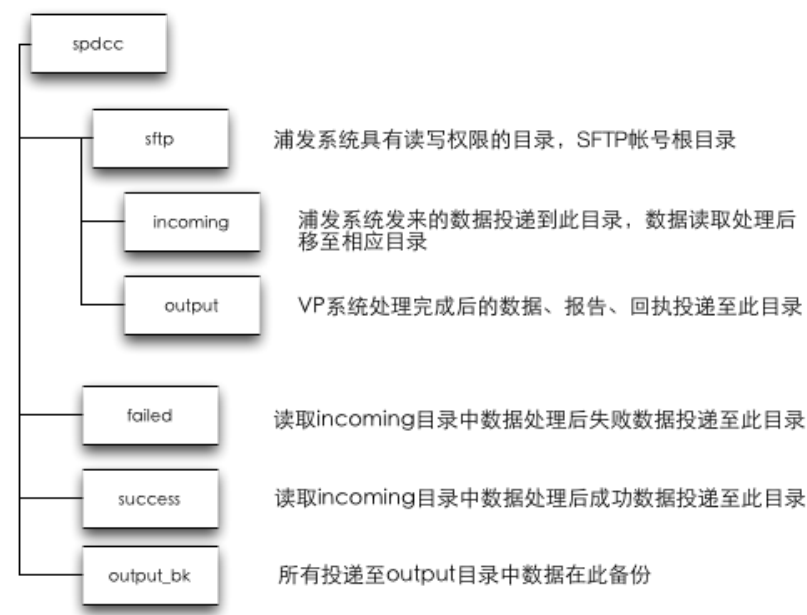 spdcc
sftp
浦发系统具有读写权限的目录，SFTP帐号根目录
incoming
浦发系统发来的数据投递到此目录，数据读取处理后
移至相应目录
output
VP系统处理完成后的数据、报告、回执投递至此目录
failed
读取incoming目录中数据处理后失败数据投递至此目录
success
读取incoming目录中数据处理后成功数据投递至此目录
output_bk
所有投递至output目录中数据在此备份